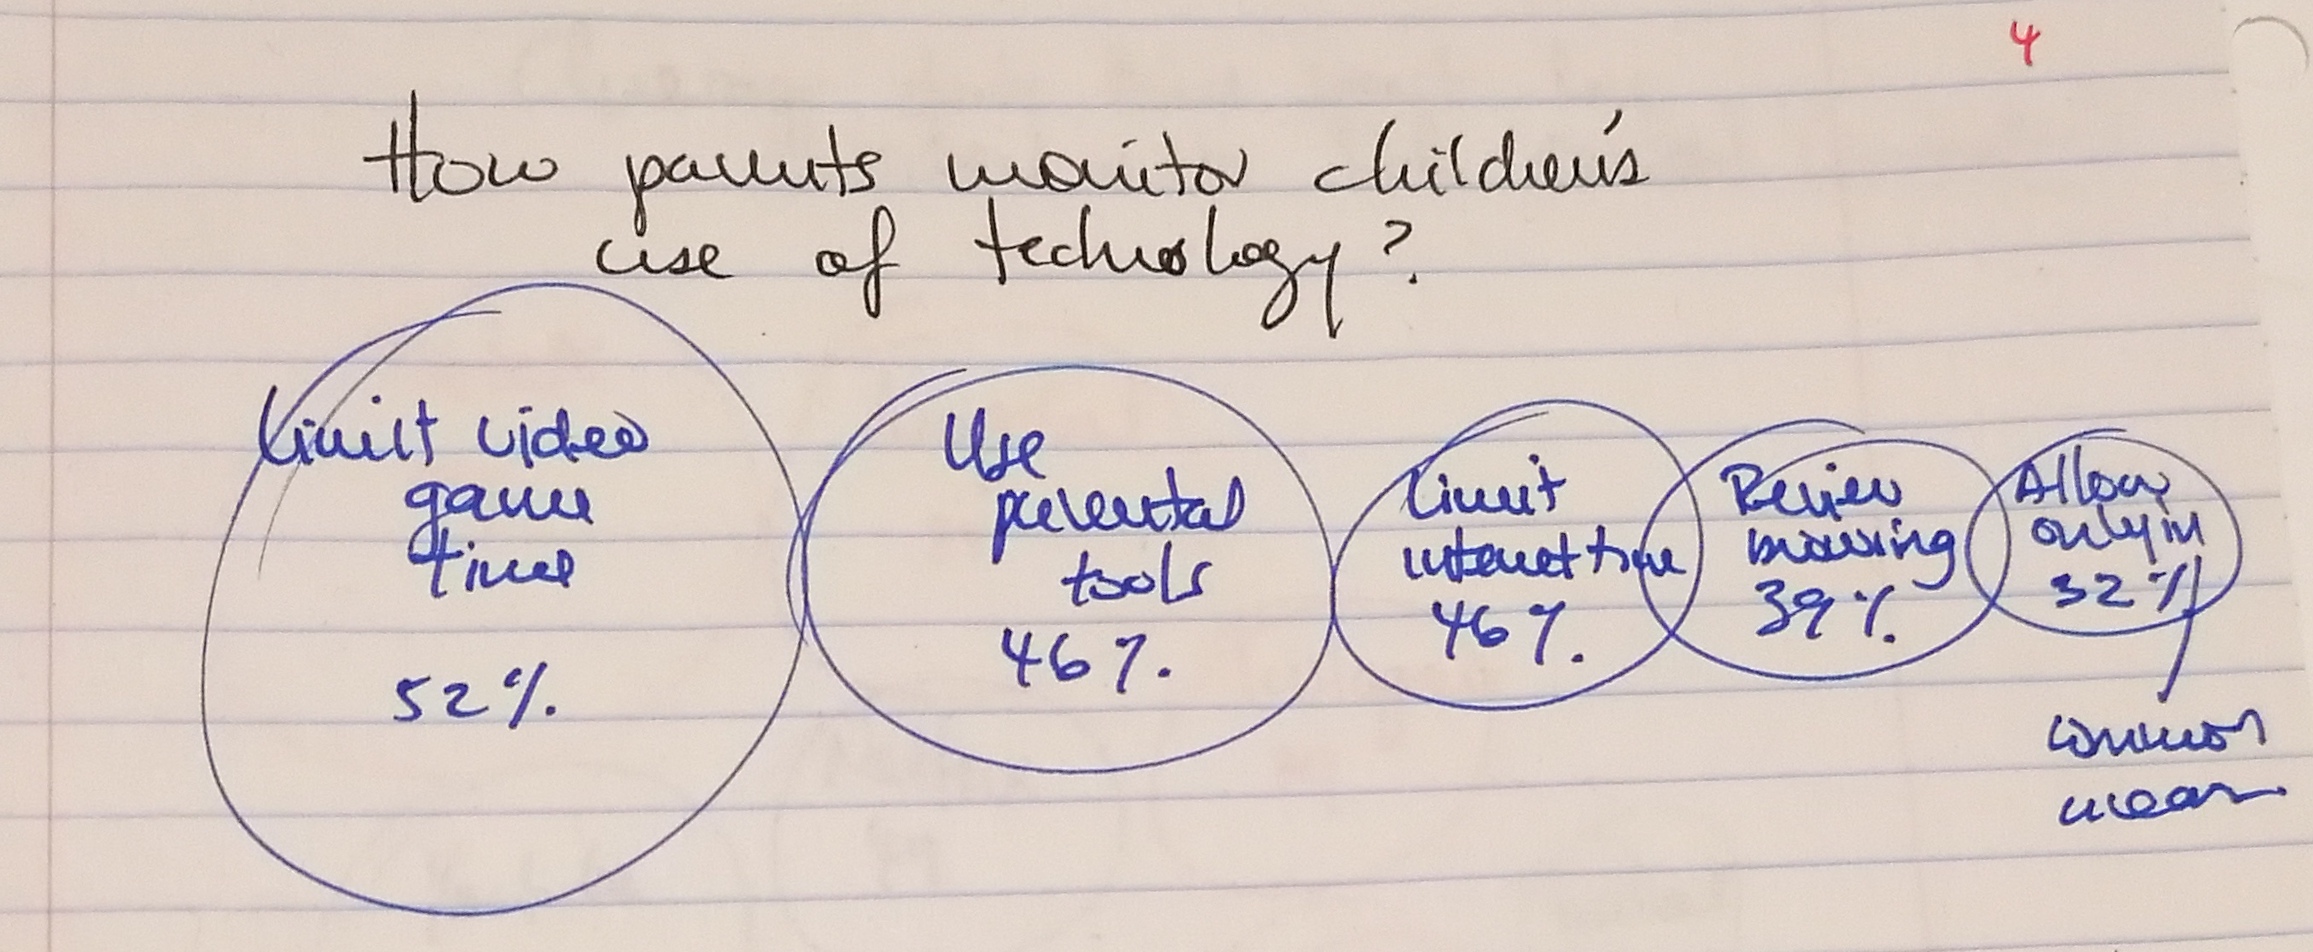 4
How parents monitor children's
use of technology?
Limit video
game
time
52%.
Use
parental
tools
46%.
Limit
internet time
46%.
Review
browsing
39%.
Allow
only in
32%
common
area